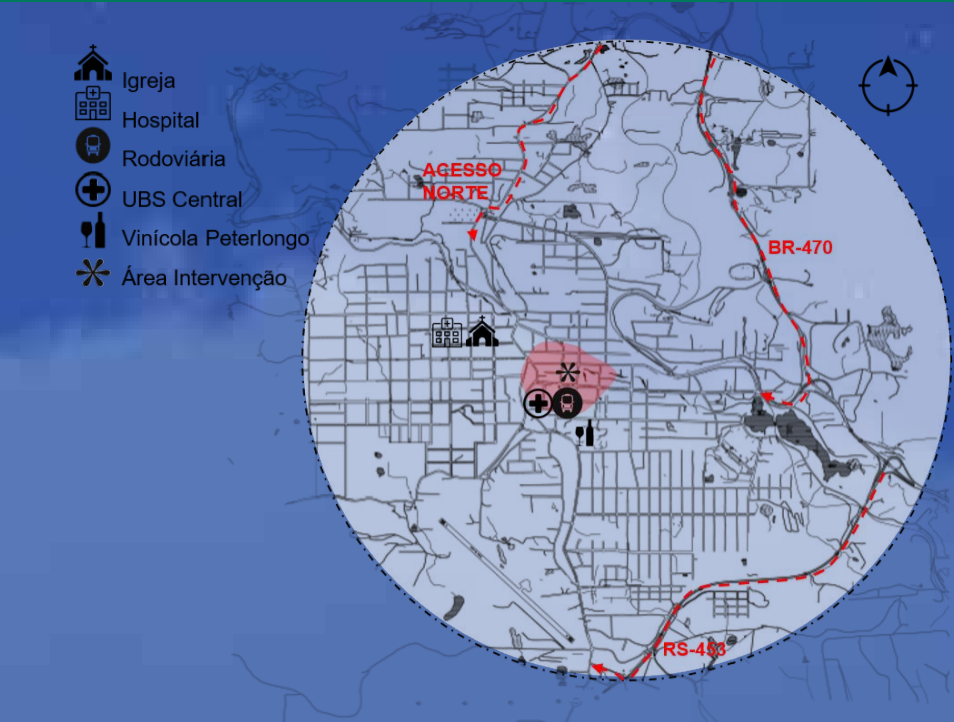 Igreja
Hospital
Rodoviária
UBS Central
Vinícola Peterlongo
Área Intervenção
ACESSO
NORTE
BR-470
RS-453